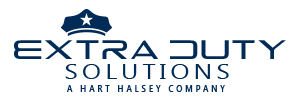 EXTRA DUTY
SOLUTIONS
A HART HALSEY COMPANY